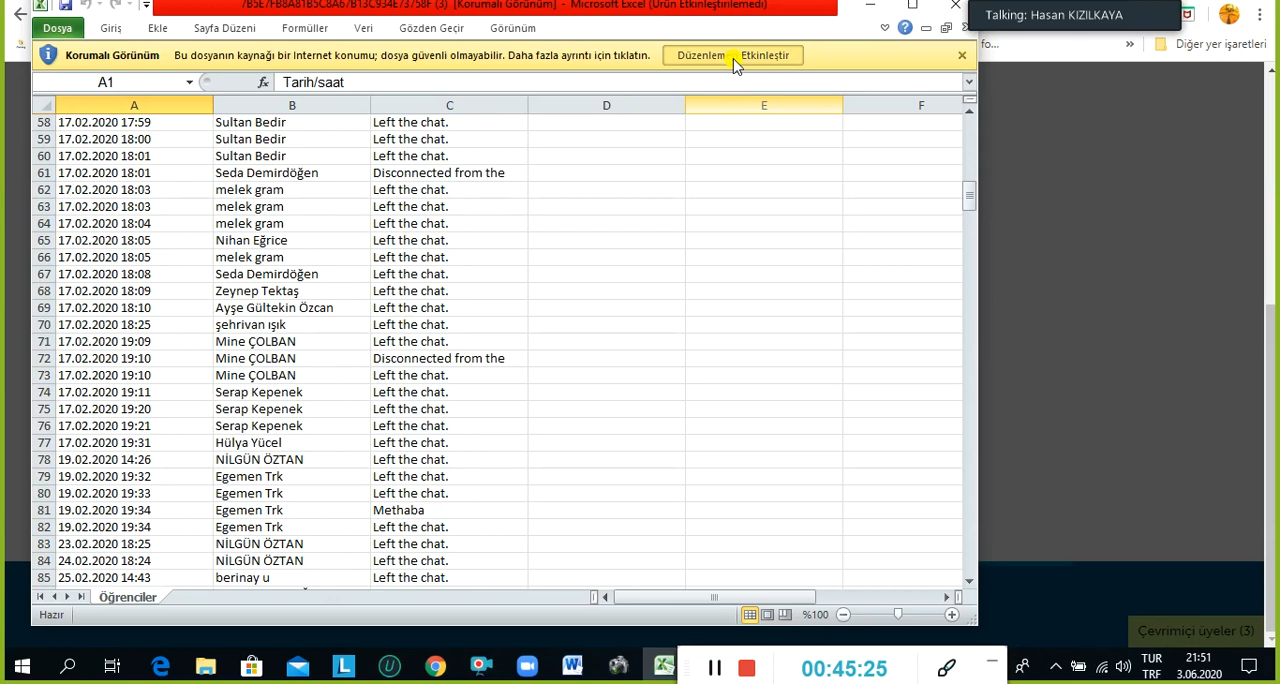 7B5E7FB8A81B5C8A67B13C934E73758F (3) [Korumalı Görünüm] - Microsoft Excel (Ürün Etkinleştirilemedi)
Talking: Hasan KIZILKAYA
Dosya Giriş Ekle Sayfa Düzeni Formüller Veri Gözden Geçir Görünüm
fo... » Diğer yer işaretleri
Korumalı Görünüm Bu dosyanın kaynağı bir Internet konumu; dosya güvenli olmayabilir. Daha fazla ayrıntı için tıklatın. Düzenlem Etkinleştir
A1 fx Tarih/saat
A B C D E F
58 17.02.2020 17:59 Sultan Bedir Left the chat.
59 17.02.2020 18:00 Sultan Bedir Left the chat.
60 17.02.2020 18:01 Sultan Bedir Left the chat.
61 17.02.2020 18:01 Seda Demirdöğen Disconnected from the
62 17.02.2020 18:03 melek gram Left the chat.
63 17.02.2020 18:03 melek gram Left the chat.
64 17.02.2020 18:04 melek gram Left the chat.
65 17.02.2020 18:05 Nihan Eğrice Left the chat.
66 17.02.2020 18:05 melek gram Left the chat.
67 17.02.2020 18:08 Seda Demirdöğen Left the chat.
68 17.02.2020 18:09 Zeynep Tektaş Left the chat.
69 17.02.2020 18:10 Ayşe Gültekin Özcan Left the chat.
70 17.02.2020 18:25 şehrivan ışık Left the chat.
71 17.02.2020 19:09 Mine ÇOLBAN Left the chat.
72 17.02.2020 19:10 Mine ÇOLBAN Disconnected from the
73 17.02.2020 19:10 Mine ÇOLBAN Left the chat.
74 17.02.2020 19:11 Serap Kepenek Left the chat.
75 17.02.2020 19:20 Serap Kepenek Left the chat.
76 17.02.2020 19:21 Serap Kepenek Left the chat.
77 17.02.2020 19:31 Hülya Yücel Left the chat.
78 19.02.2020 14:26 NİLGÜN ÖZTAN Left the chat.
79 19.02.2020 19:32 Egemen Trk Left the chat.
80 19.02.2020 19:33 Egemen Trk Left the chat.
81 19.02.2020 19:34 Egemen Trk Methaba
82 19.02.2020 19:34 Egemen Trk Left the chat.
83 23.02.2020 18:25 NİLGÜN ÖZTAN Left the chat.
84 24.02.2020 18:24 NİLGÜN ÖZTAN Left the chat.
85 25.02.2020 14:43 berinay u Left the chat.
Öğrenciler
Hazır %100
Çevrimiçi üyeler (3)
00:45:25
TUR 21:51
TRF 3.06.2020